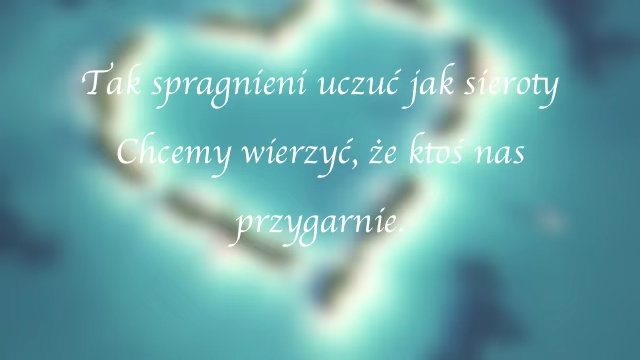 Tak spragnieni uczuć jak sieroty
Chcemy wierzyć, że ktoś nas
przygarnie.